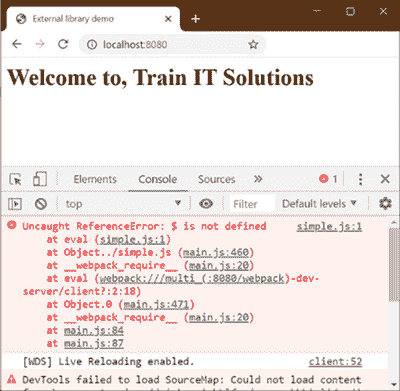 External library demo
localhost:8080
Welcome to, Train IT Solutions
Elements Console Sources » 1
top Filter Default levels
Uncaught ReferenceError: $ is not defined simple.js:1
at eval (simple.js:1)
at Object../simple.js (main.js:460)
at __webpack_require__ (main.js:20)
at eval (webpack:///multi_(:8080/webpack)-dev-
server/client?:2:18)
at Object.0 (main.js:471)
at __webpack_require__ (main.js:20)
at main.js:84
at main.js:87
[WDS] Live Reloading enabled. client:52
DevTools failed to load SourceMap: Could not load content